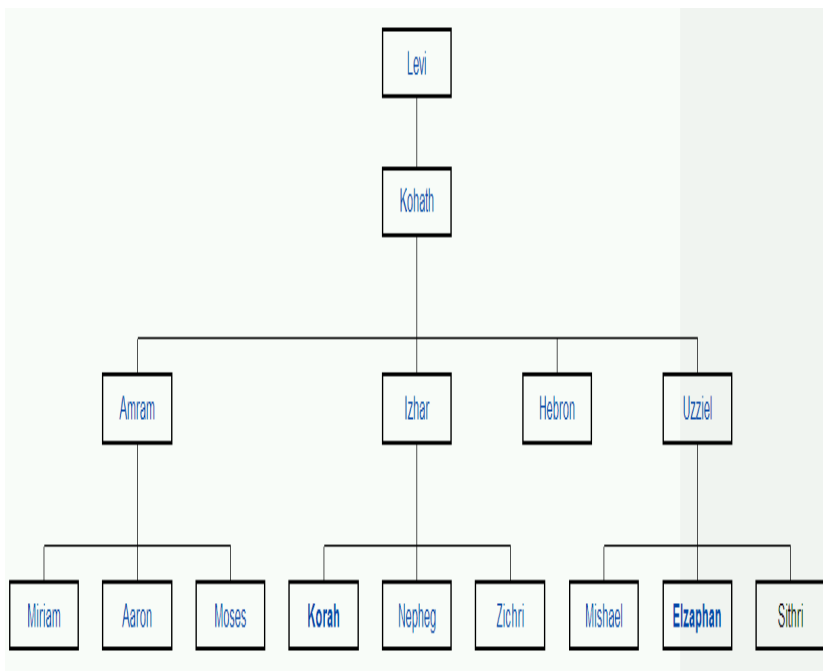 Levi
Kohath
Amram Izhar Hebron Uzziel
Miriam Aaron Moses Korah Nepheg Zichri Mishael Elzaphan Sithri